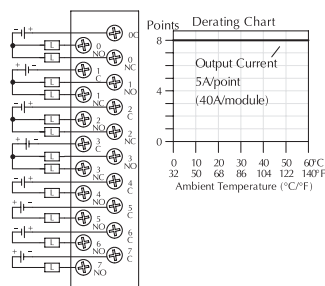 Points Derating Chart
8
Output Current
5A/point
(40A/module)
4
0
0 10 20 30 40 50 60°C
32 50 68 86 104 122 140°F
Ambient Temperature (°C/°F)
- +
0C
L
0
NO
L
0
NC
+ -
1
C
L
1
NO
L
1
NC
- +
2
C
L
2
NO
L
2
NC
+ -
3
C
L
3
NO
L
3
NC
- +
4
C
L
4
NO
+ -
5
C
L
5
NO
- +
6
C
L
6
NO
+ -
7
C
L
7
NO